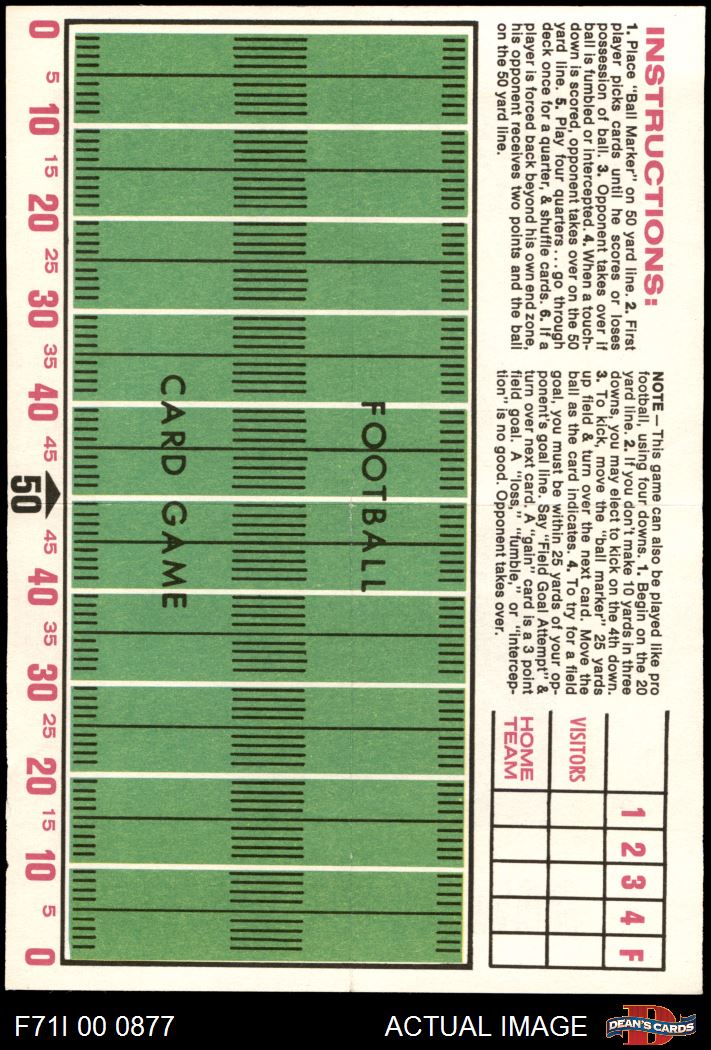 INSTRUCTIONS:
1. Place "Ball Marker" on 50 yard line. 2. First
player picks cards until he scores or loses
possession of ball. 3. Opponent takes over if
ball is fumbled or intercepted. 4. When a touch-
down is scored, opponent takes over on the 50
yard line. 5. Play four quarters... go through
deck once for a quarter, & shuffle cards. 6. If a
player is forced back beyond his own end zone,
his opponent receives two points and the ball
on the 50 yard line.
NOTE — This game can also be played like pro
football, using four downs. 1. Begin on the 20
yard line. 2. If you don't make 10 yards in three
downs, you may elect to kick on the 4th down.
3. To kick, move the "ball marker" 25 yards
up field & turn over the next card. Move the
ball as the card indicates. 4. To try for a field
goal, you must be within 25 yards of your op-
ponent's goal line. Say "Field Goal Attempt" &
turn over next card. A "gain" card is a 3 point
field goal. A "loss," "fumble," or "intercep-
tion" is no good. Opponent takes over.
1 2 3 4 F
VISITORS
HOME
TEAM
FOOTBALL
CARD GAME
0 5 10 15 20 25 30 35 40 45 50 45 40 35 30 25 20 15 10 5 0
F71I 00 0877
ACTUAL IMAGE
D
DEAN'S CARDS